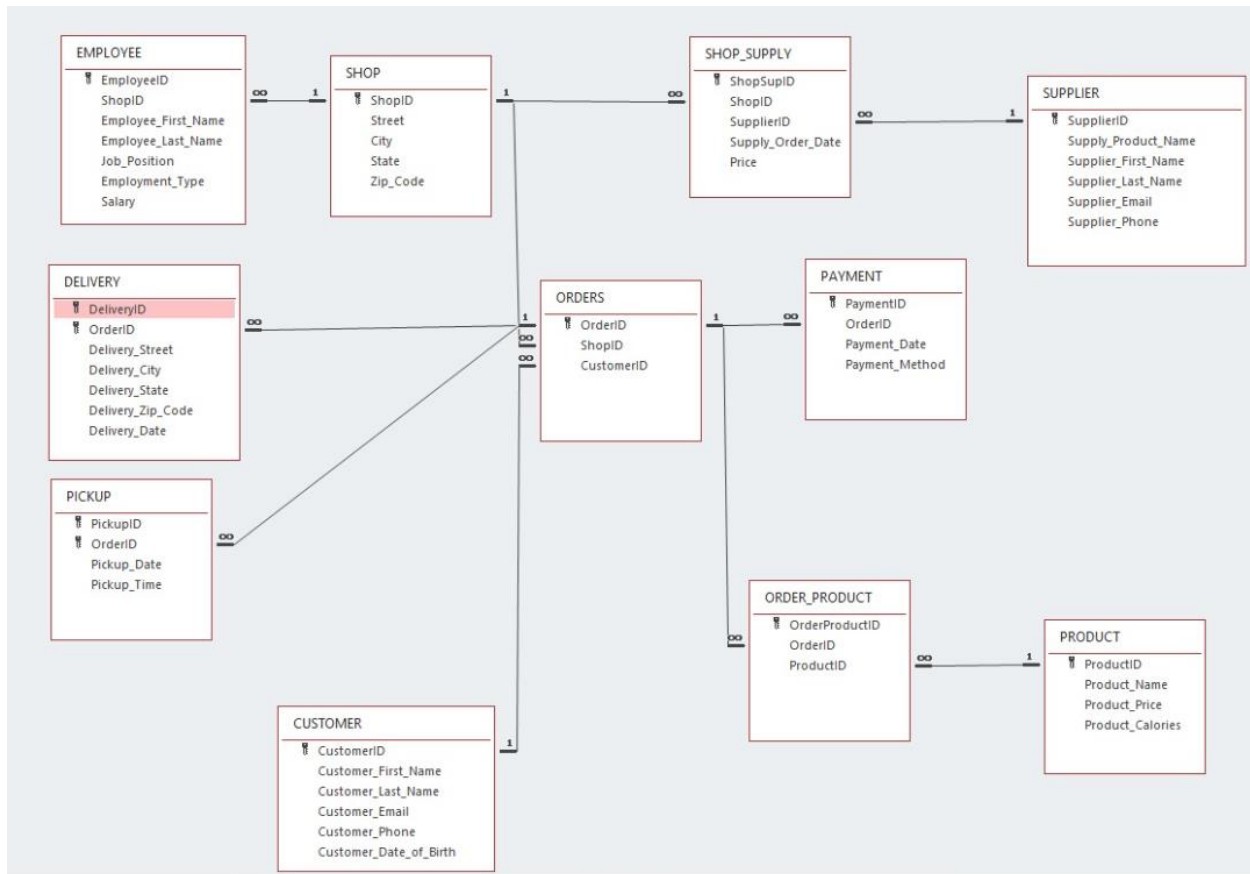 EMPLOYEE
EmployeeID
ShopID
Employee_First_Name
Employee_Last_Name
Job_Position
Employment_Type
Salary
∞ 1
SHOP
ShopID
Street
City
State
Zip_Code
1 ∞
SHOP_SUPPLY
ShopSupID
ShopID
SupplierID
Supply_Order_Date
Price
∞ 1
SUPPLIER
SupplierID
Supply_Product_Name
Supplier_First_Name
Supplier_Last_Name
Supplier_Email
Supplier_Phone
DELIVERY
DeliveryID
OrderID
Delivery_Street
Delivery_City
Delivery_State
Delivery_Zip_Code
Delivery_Date
∞ 1
∞
∞
ORDERS
OrderID
ShopID
CustomerID
1 ∞
PAYMENT
PaymentID
OrderID
Payment_Date
Payment_Method
PICKUP
PickupID
OrderID
Pickup_Date
Pickup_Time
∞
ORDER_PRODUCT
OrderProductID
OrderID
ProductID
∞
∞ 1
PRODUCT
ProductID
Product_Name
Product_Price
Product_Calories
CUSTOMER
CustomerID
Customer_First_Name
Customer_Last_Name
Customer_Email
Customer_Phone
Customer_Date_of_Birth
1